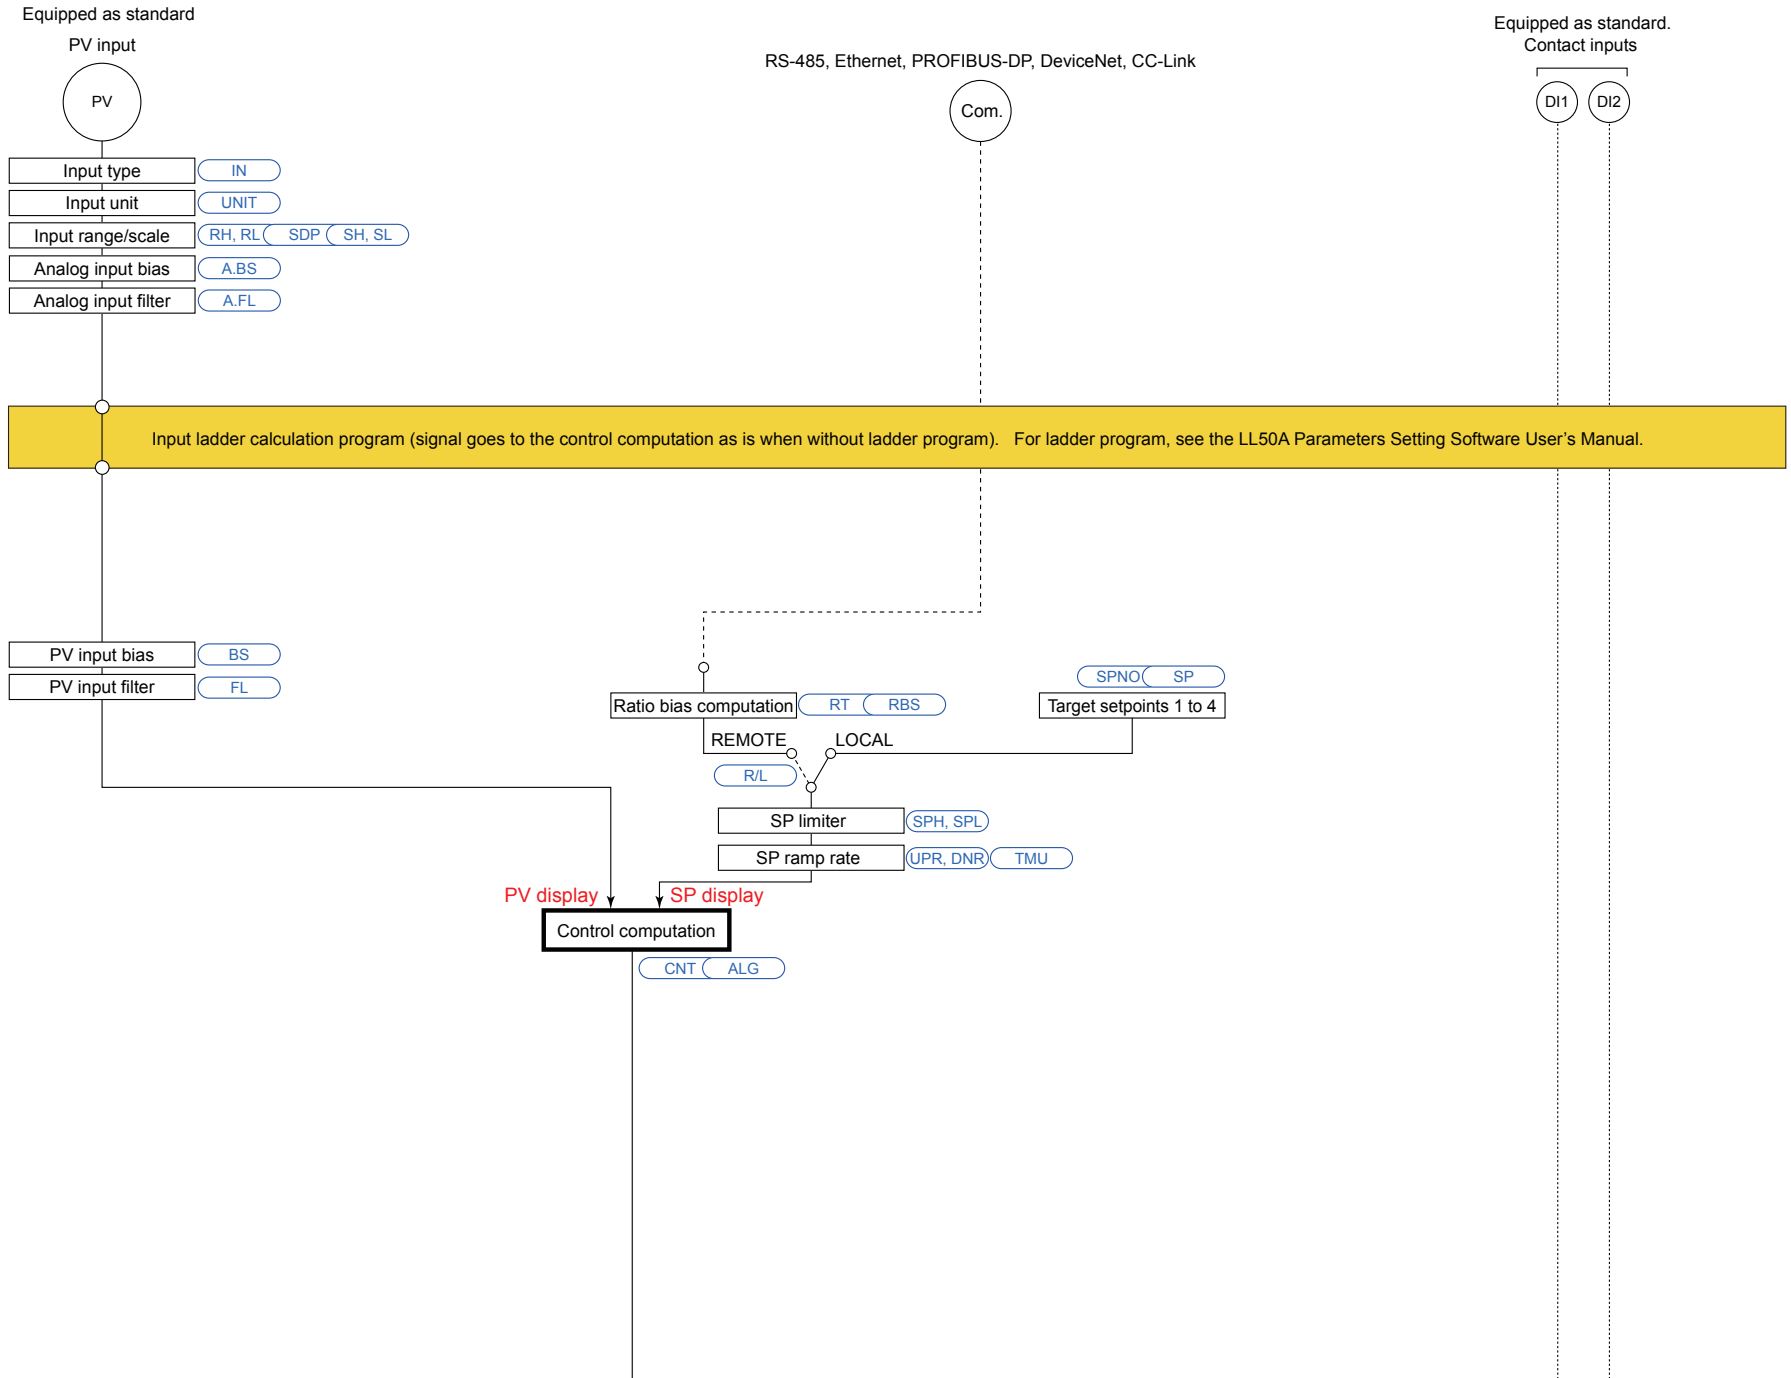 Equipped as standard
PV input
PV
RS-485, Ethernet, PROFIBUS-DP, DeviceNet, CC-Link
Com.
Equipped as standard.
Contact inputs
DI1 DI2
Input type IN
Input unit UNIT
Input range/scale RH, RL SDP SH, SL
Analog input bias A.BS
Analog input filter A.FL
Input ladder calculation program (signal goes to the control computation as is when without ladder program). For ladder program, see the LL50A Parameters Setting Software User's Manual.
PV input bias BS
PV input filter FL
SPNO SP
Ratio bias computation RT RBS
Target setpoints 1 to 4
REMOTE LOCAL
R/L
SP limiter SPH, SPL
SP ramp rate UPR, DNR TMU
PV display SP display
Control computation
CNT ALG